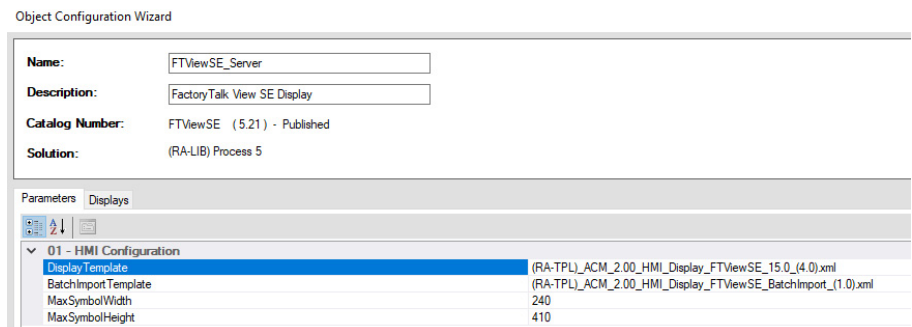 Object Configuration Wizard
Name: FTViewSE_Server
Description: FactoryTalk View SE Display
Catalog Number: FTViewSE ( 5.21 ) - Published
Solution: (RA-LIB) Process 5
Parameters Displays
01 - HMI Configuration
DisplayTemplate (RA-TPL)_ACM_2.00_HMI_Display_FTViewSE_15.0_(4.0).xml
BatchImportTemplate (RA-TPL)_ACM_2.00_HMI_Display_FTViewSE_BatchImport_(1.0).xml
MaxSymbolWidth 240
MaxSymbolHeight 410